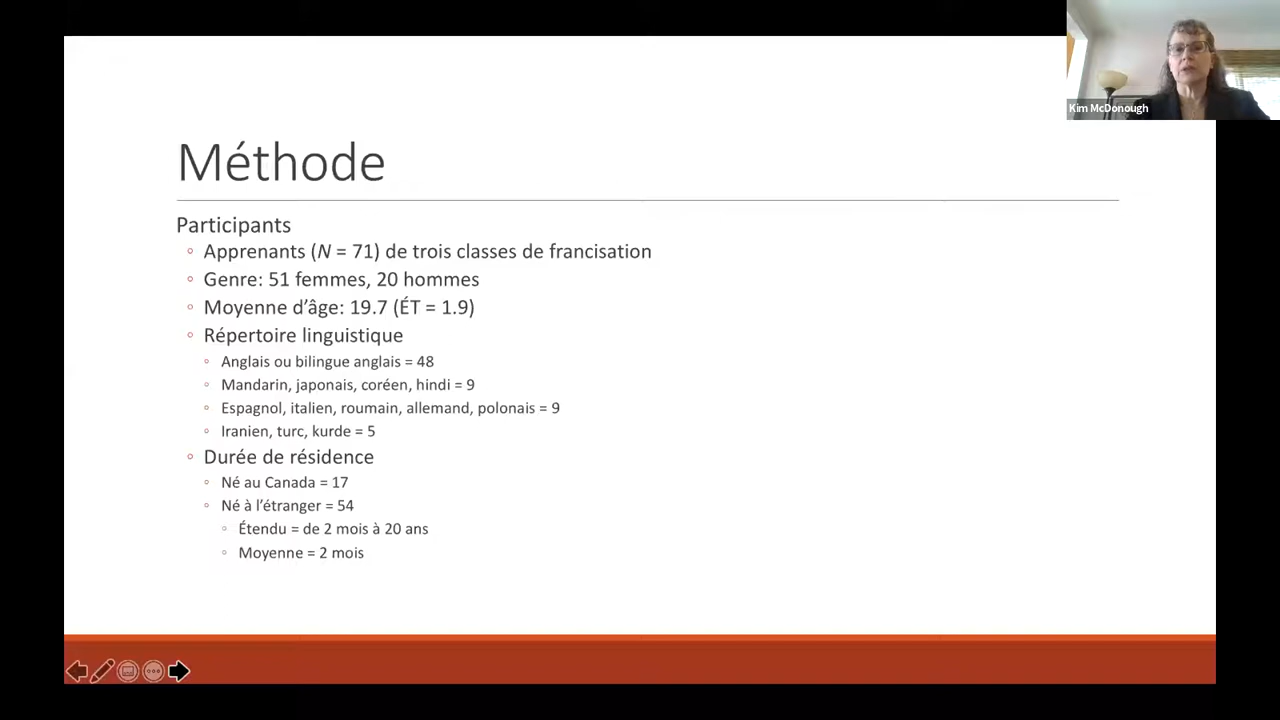 Kim McDonough
Méthode
Participants
Apprenants (N = 71) de trois classes de francisation
Genre: 51 femmes, 20 hommes
Moyenne d’âge: 19.7 (ÉT = 1.9)
Répertoire linguistique
Anglais ou bilingue anglais = 48
Mandarin, japonais, coréen, hindi = 9
Espagnol, italien, roumain, allemand, polonais = 9
Iranien, turc, kurde = 5
Durée de résidence
Né au Canada = 17
Né à l’étranger = 54
Étendu = de 2 mois à 20 ans
Moyenne = 2 mois